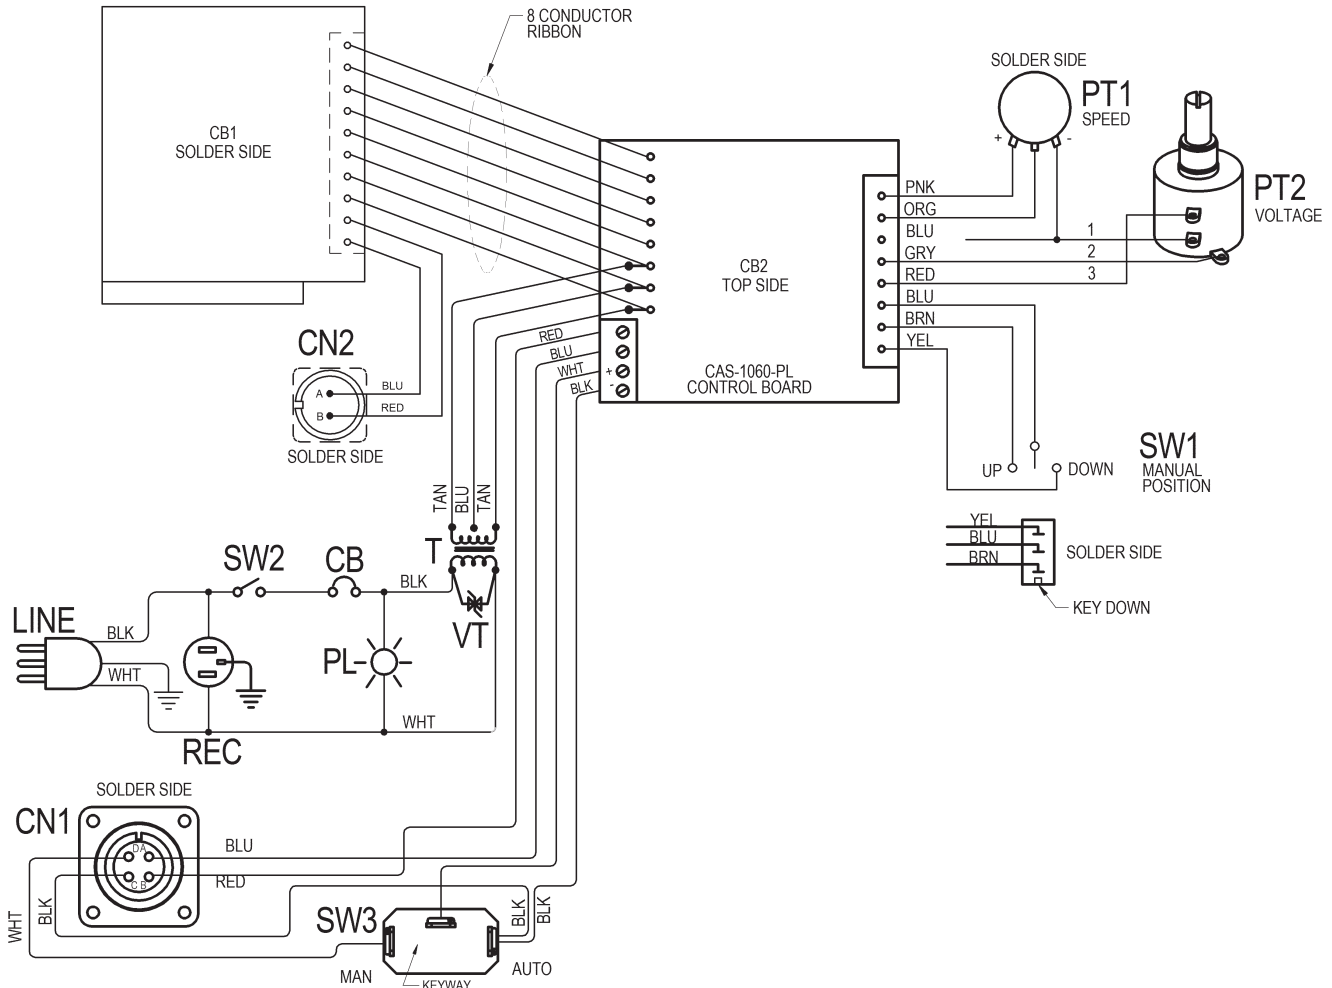 8 CONDUCTOR
RIBBON
CB1
SOLDER SIDE
SOLDER SIDE
PT1
SPEED
+
-
PT2
VOLTAGE
PNK
ORG
BLU
GRY
RED
BLU
BRN
YEL
1
2
3
CB2
TOP SIDE
CAS-1060-PL
CONTROL BOARD
RED
BLU
WHT
BLK
+
-
CN2
A
B
BLU
RED
SOLDER SIDE
UP
DOWN
SW1
MANUAL
POSITION
YEL
BLU
BRN
SOLDER SIDE
KEY DOWN
TAN
BLU
TAN
T
VT
SW2
CB
BLK
LINE
BLK
WHT
PL
WHT
REC
SOLDER SIDE
CN1
D A
C B
BLU
RED
WHT
BLK
SW3
BLK
BLK
MAN
AUTO
KEYWAY